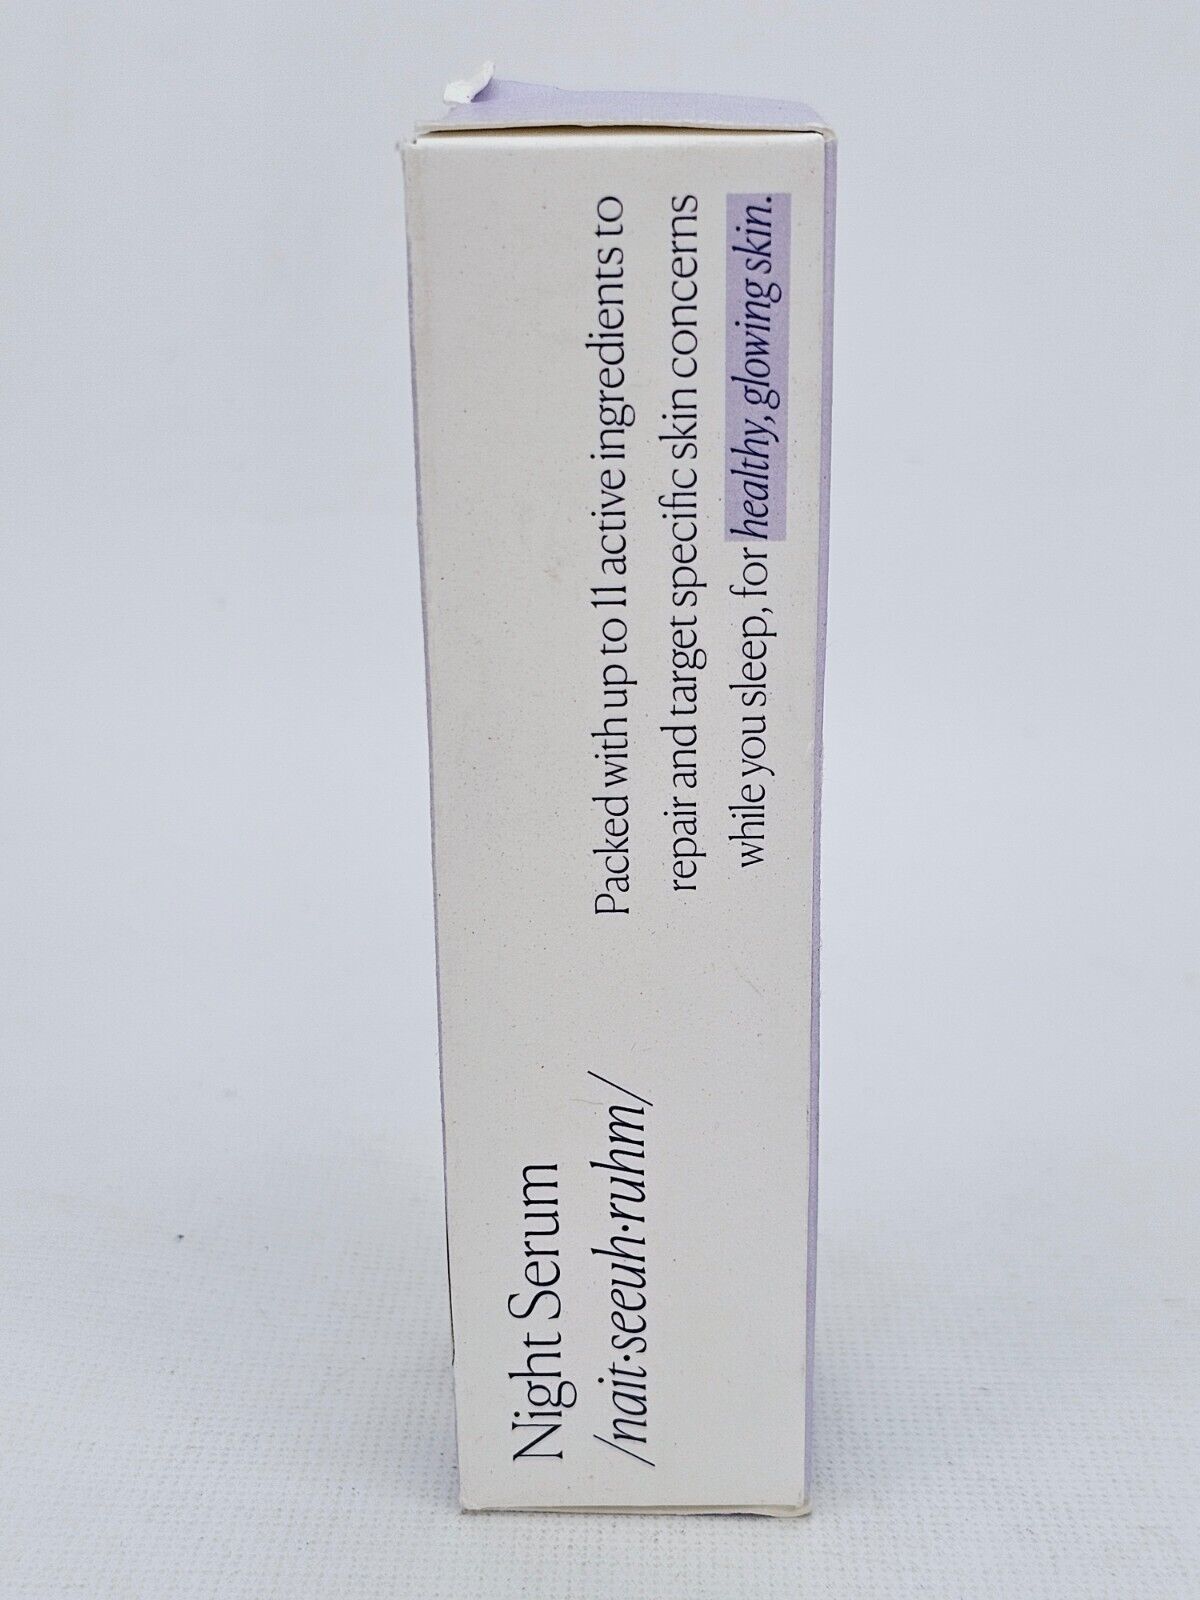 Night Serum
/nait·seeuh·ruhm/
Packed with up to 11 active ingredients to
repair and target specific skin concerns
while you sleep, for healthy, glowing skin.